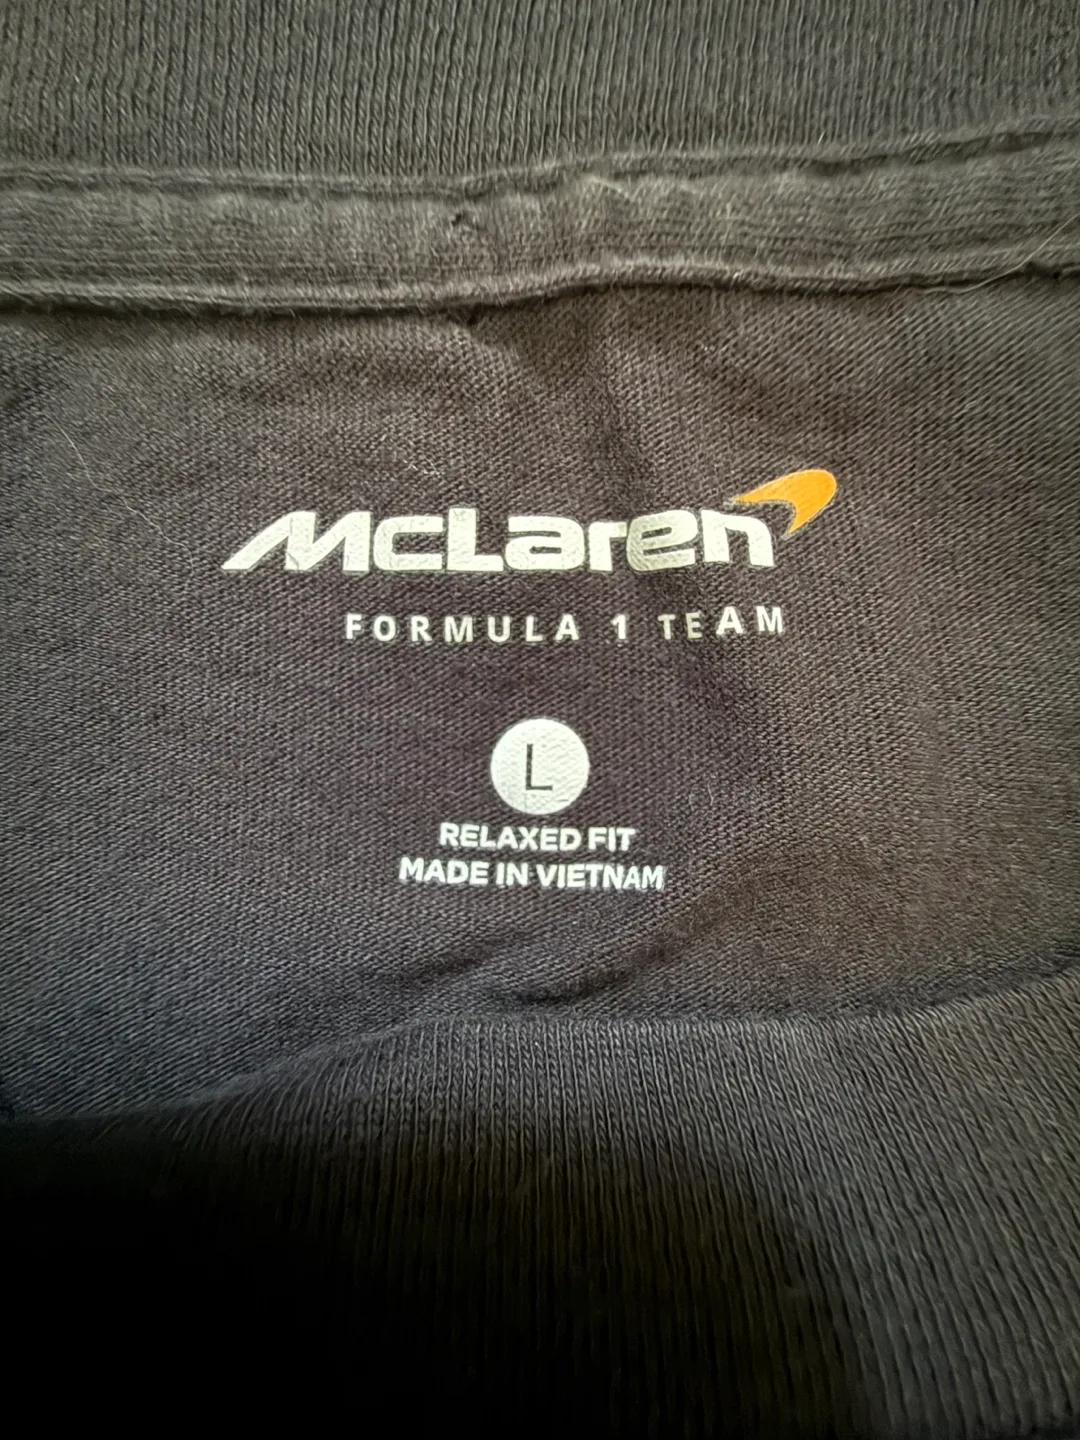 McLaren
FORMULA 1 TEAM
L
RELAXED FIT
MADE IN VIETNAM